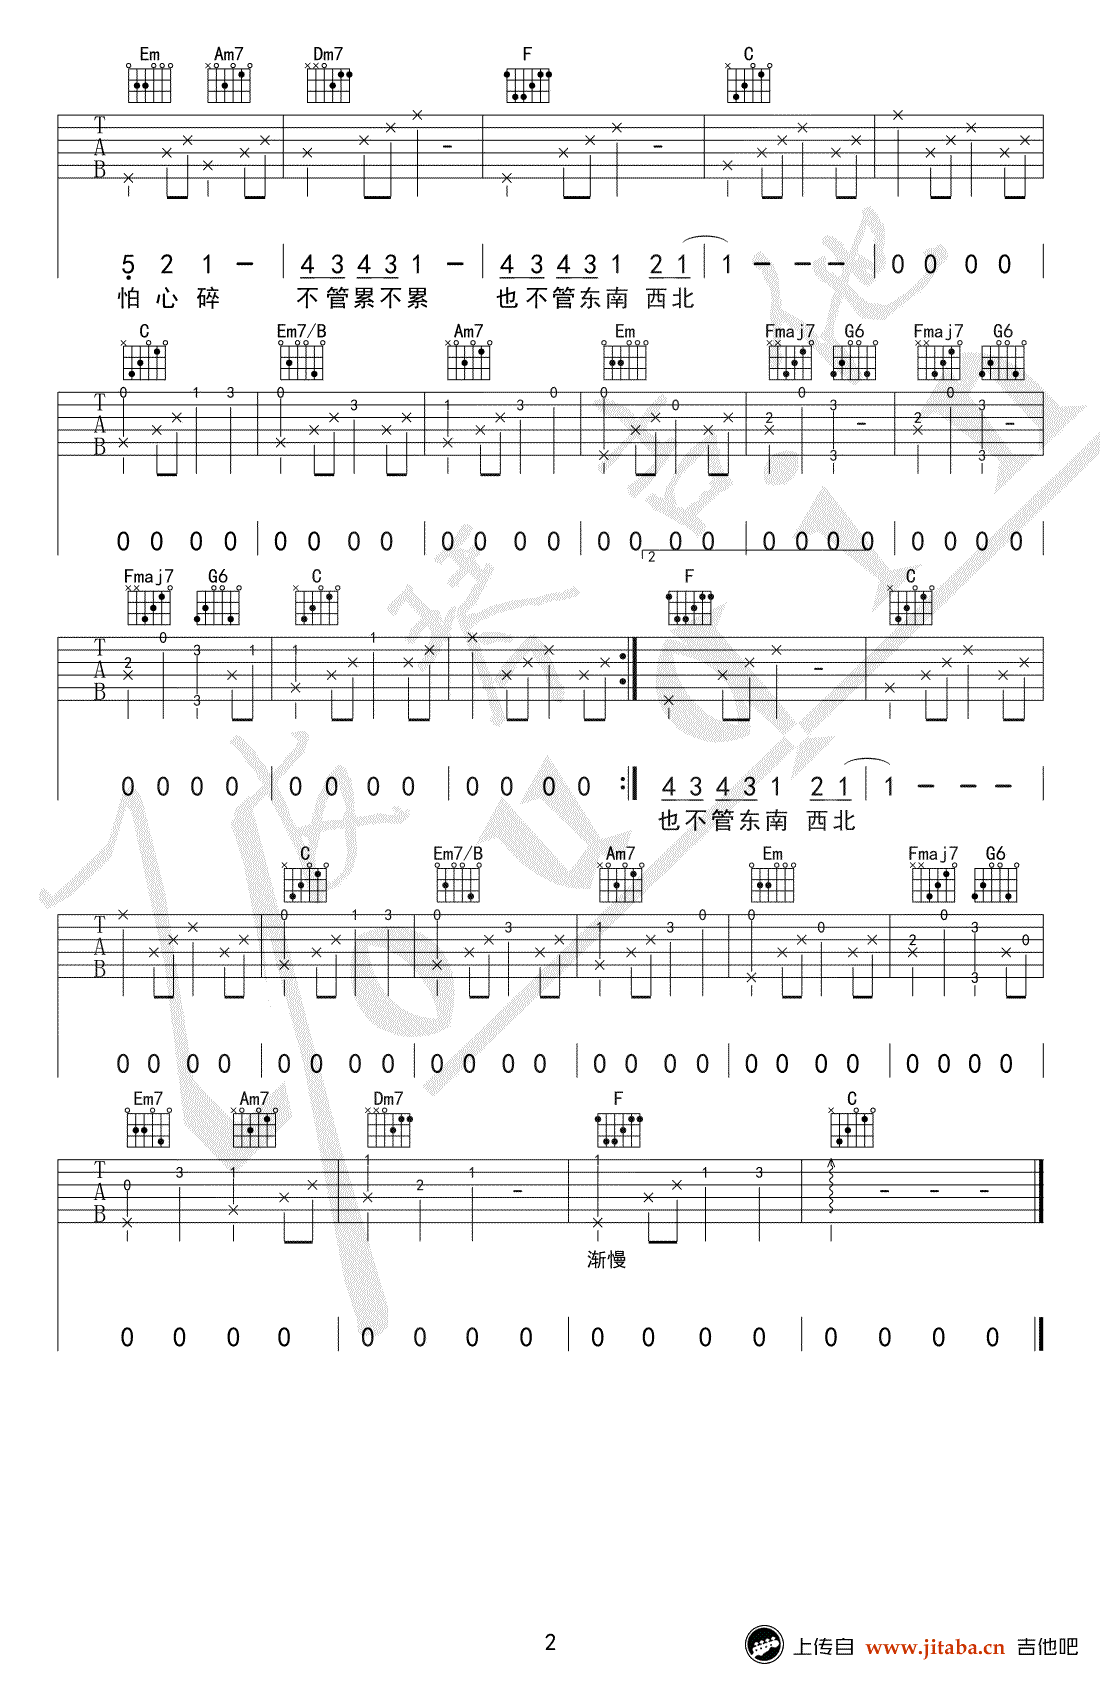 Em Am7 Dm7 F C
T
A
B
5 2 1 - 4 3 4 3 1 - 4 3 4 3 1 2 1 1 - - - 0 0 0 0
怕 心 碎 不 管 累 不 累 也 不 管 东 南 西 北
C Em7/B Am7 Em Fmaj7 G6 Fmaj7 G6
0 1 3 0 3 1 3 0 0 0 2 0 3 3 2 0 3 3
T
A
B
0 0 0 0 0 0 0 0 0 0 0 0 0 0 0 0 0 0 0 0 0 0 0 0
2
Fmaj7 G6 C F C
2 0 3 3 1 1 1
T
A
B
0 0 0 0 0 0 0 0 0 0 0 0 : 4 3 4 3 1 2 1 1 - - -
也 不 管 东 南 西 北
C Em7/B Am7 Em Fmaj7 G6
0 1 3 0 3 1 3 0 0 0 2 0 3 3 0
T
A
B
0 0 0 0 0 0 0 0 0 0 0 0 0 0 0 0 0 0 0 0 0 0 0 0
Em7 Am7 Dm7 F C
0 3 1 1 2 1 1 1 3
T
A
B
渐慢
0 0 0 0 0 0 0 0 0 0 0 0 0 0 0 0
2
上传自 www.jitaba.cn 吉他吧